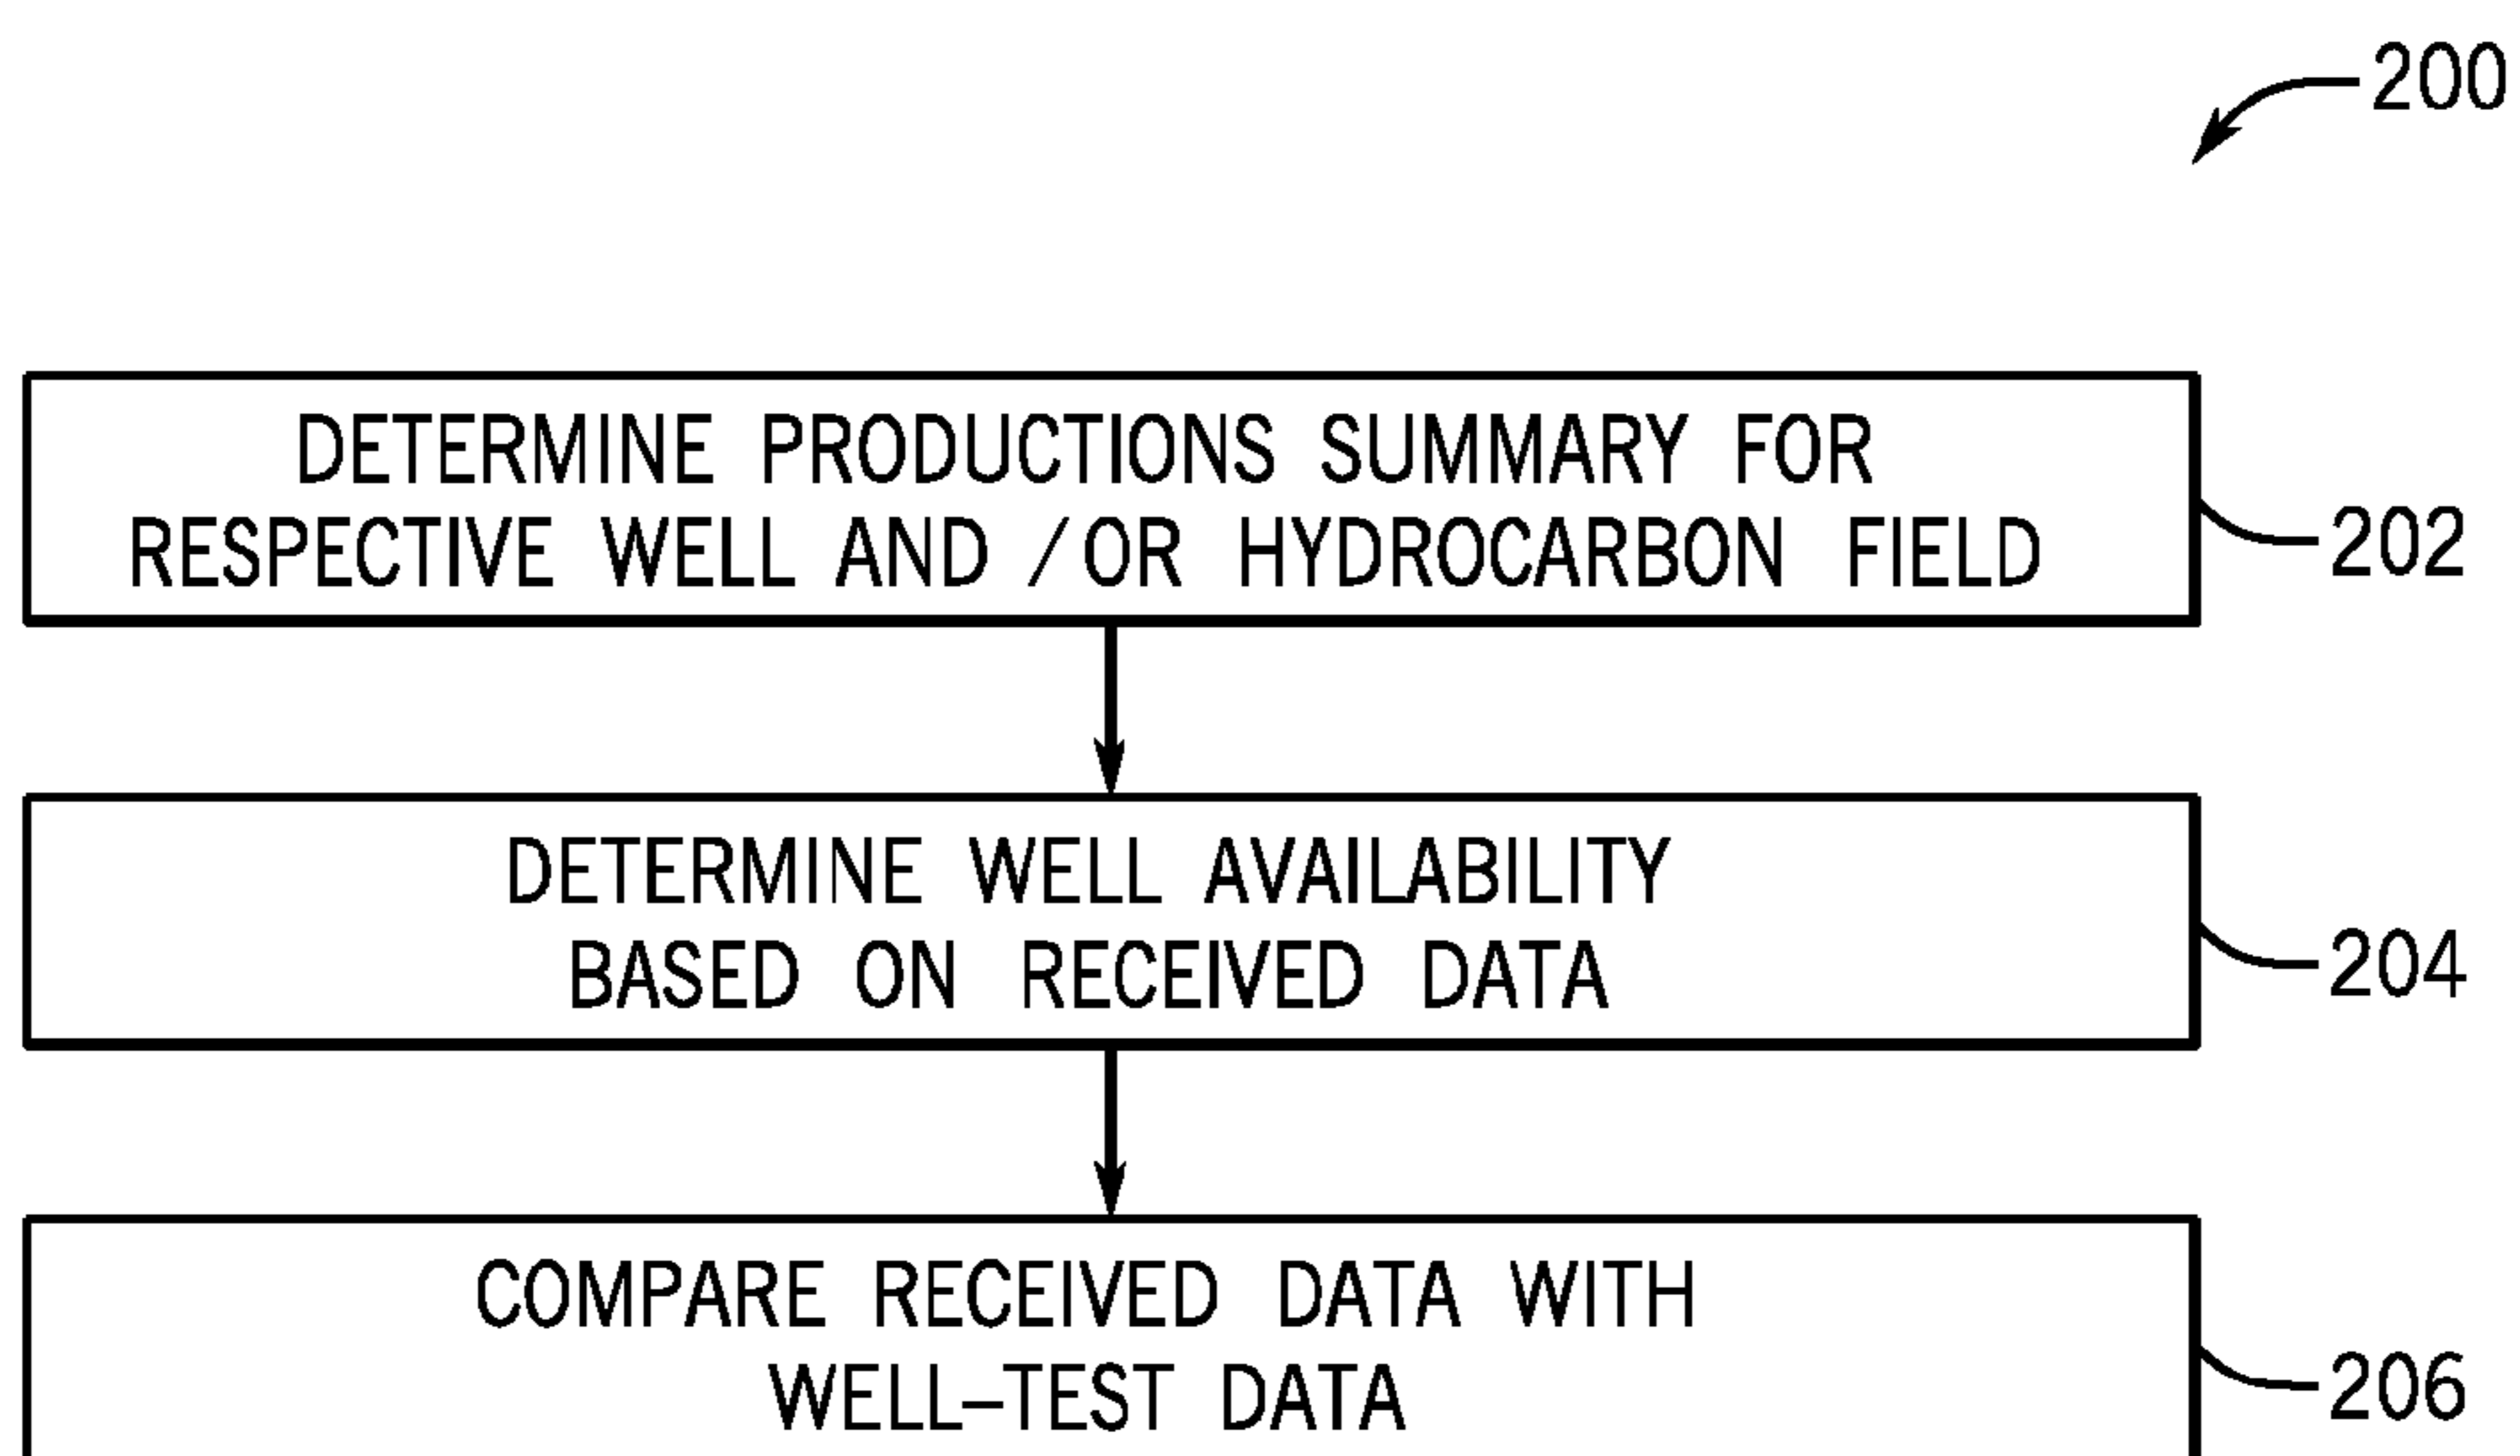 200
DETERMINE PRODUCTIONS SUMMARY FOR
RESPECTIVE WELL AND /OR HYDROCARBON FIELD
202
DETERMINE WELL AVAILABILITY
BASED ON RECEIVED DATA
204
COMPARE RECEIVED DATA WITH
WELL–TEST DATA
206